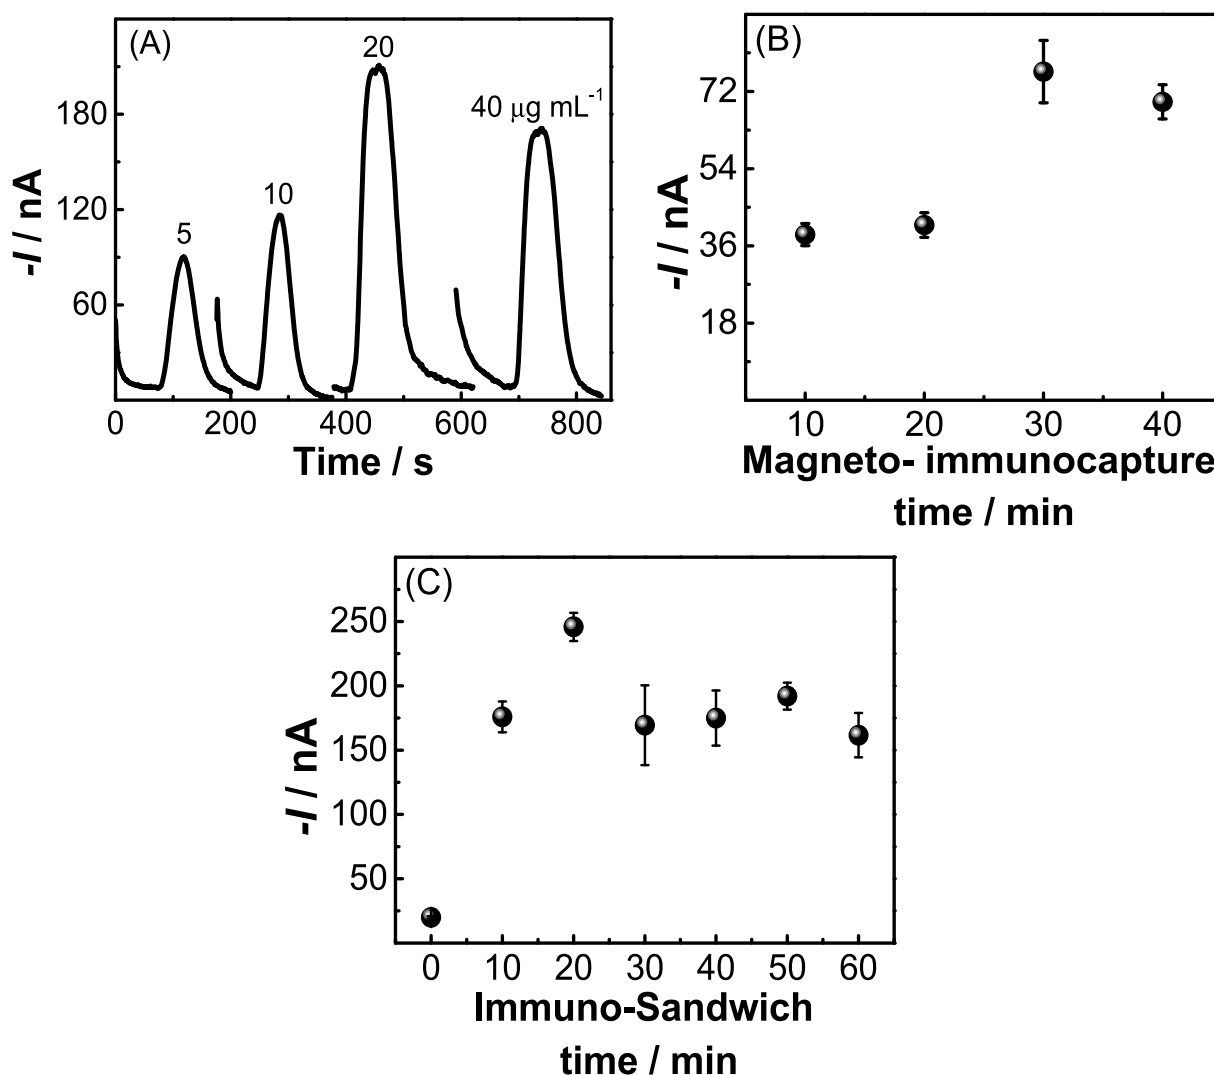 (A)
20
40 μg mL⁻¹
10
5
-I / nA
180
120
60
0 200 400 600 800
Time / s
(B)
-I / nA
72
54
36
18
10 20 30 40
Magneto- immunocapture
time / min
(C)
-I / nA
250
200
150
100
50
0 10 20 30 40 50 60
Immuno-Sandwich
time / min